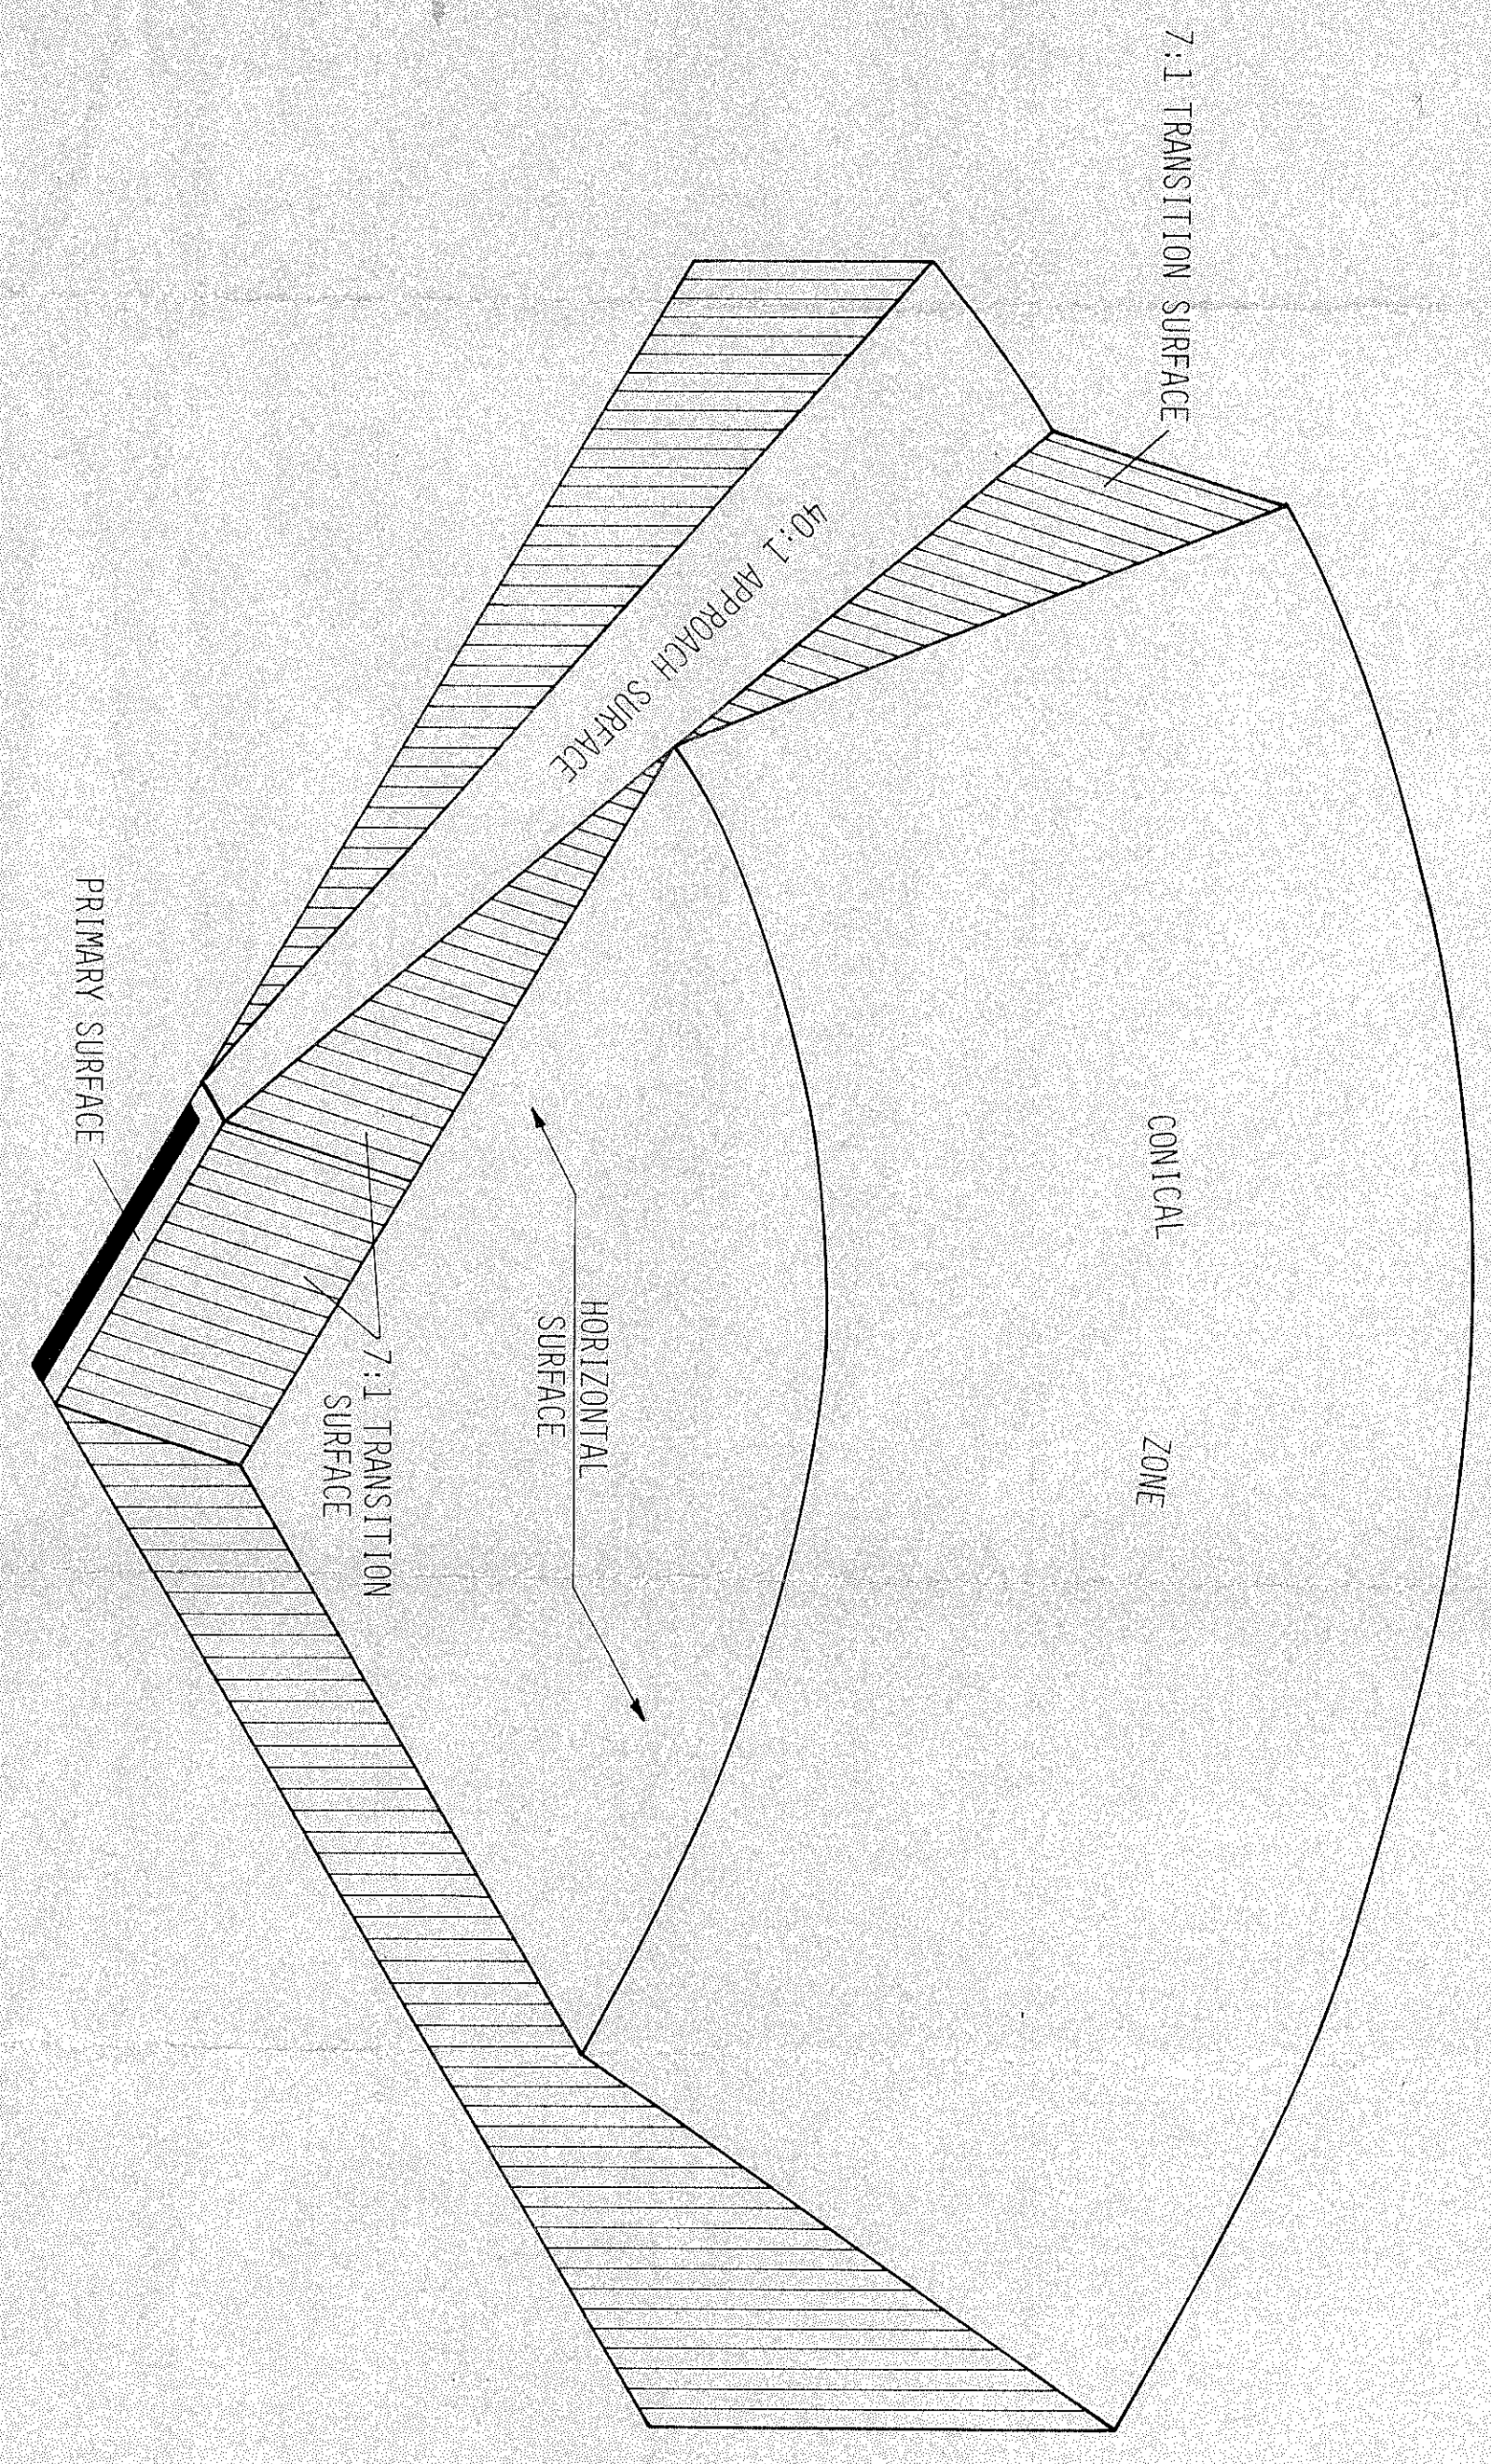 7:1 TRANSITION SURFACE
CONICAL
ZONE
40:1 APPROACH SURFACE
HORIZONTAL
SURFACE
7:1 TRANSITION
SURFACE
PRIMARY SURFACE